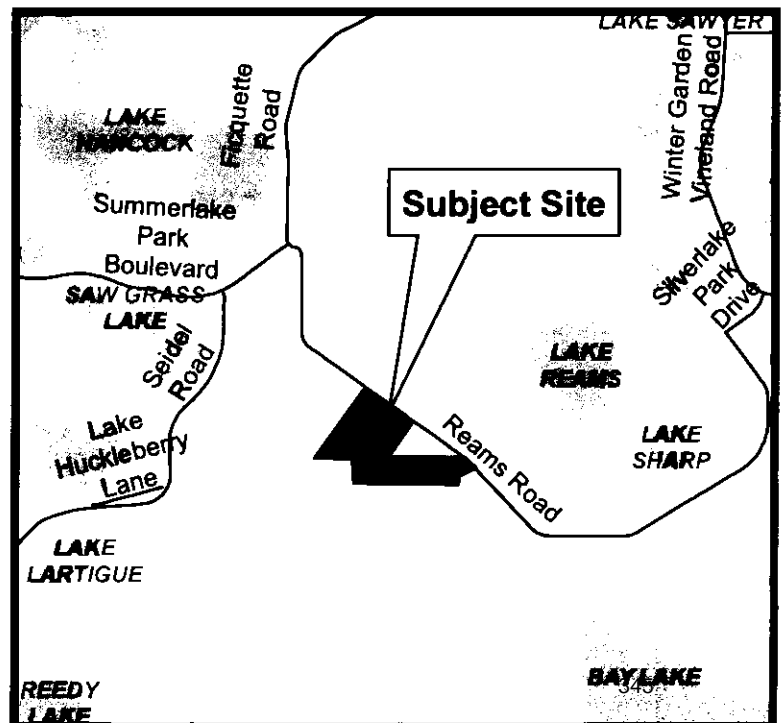 LAKE SAWYER
LAKE
HANCOCK
Ficquette
Road
Winter Garden
Vineland Road
Summerlake
Park
Boulevard
Subject Site
SAW GRASS
LAKE
Seidel
Road
Silverlake
Park
Drive
LAKE
REAMS
Lake
Huckleberry
Lane
Reams Road
LAKE
SHARP
LAKE
LARTIGUE
REEDY
LAKE
BAY LAKE
343